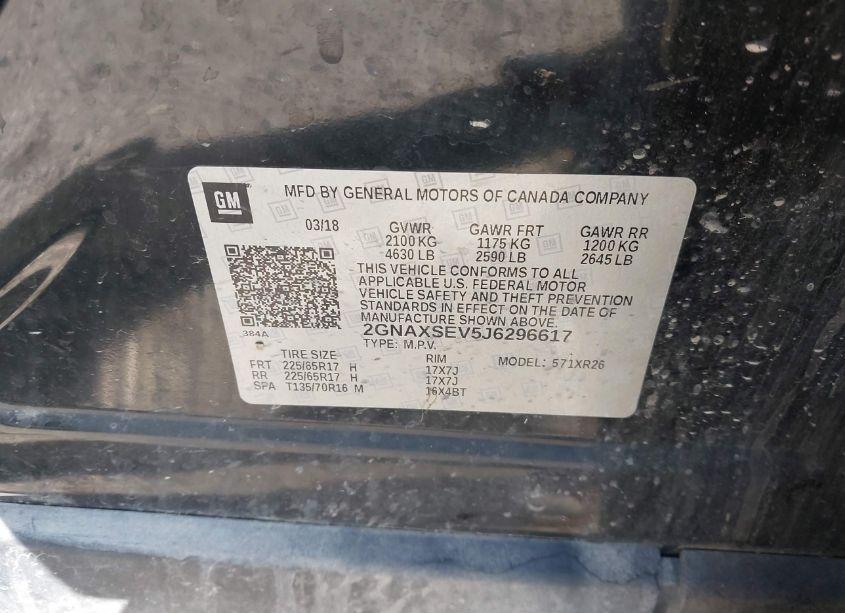 GM
MFD BY GENERAL MOTORS OF CANADA COMPANY
03/18 GVWR GAWR FRT GAWR RR
2100 KG 1175 KG 1200 KG
4630 LB 2590 LB 2645 LB
THIS VEHICLE CONFORMS TO ALL
APPLICABLE U.S. FEDERAL MOTOR
VEHICLE SAFETY AND THEFT PREVENTION
STANDARDS IN EFFECT ON THE DATE OF
MANUFACTURE SHOWN ABOVE.
384A
2GNAXSEV5J6296617
TYPE: M.P.V. MODEL: 571XR26
TIRE SIZE RIM
FRT 225/65R17 H 17X7J
RR 225/65R17 H 17X7J
SPA T135/70R16 M 16X4BT